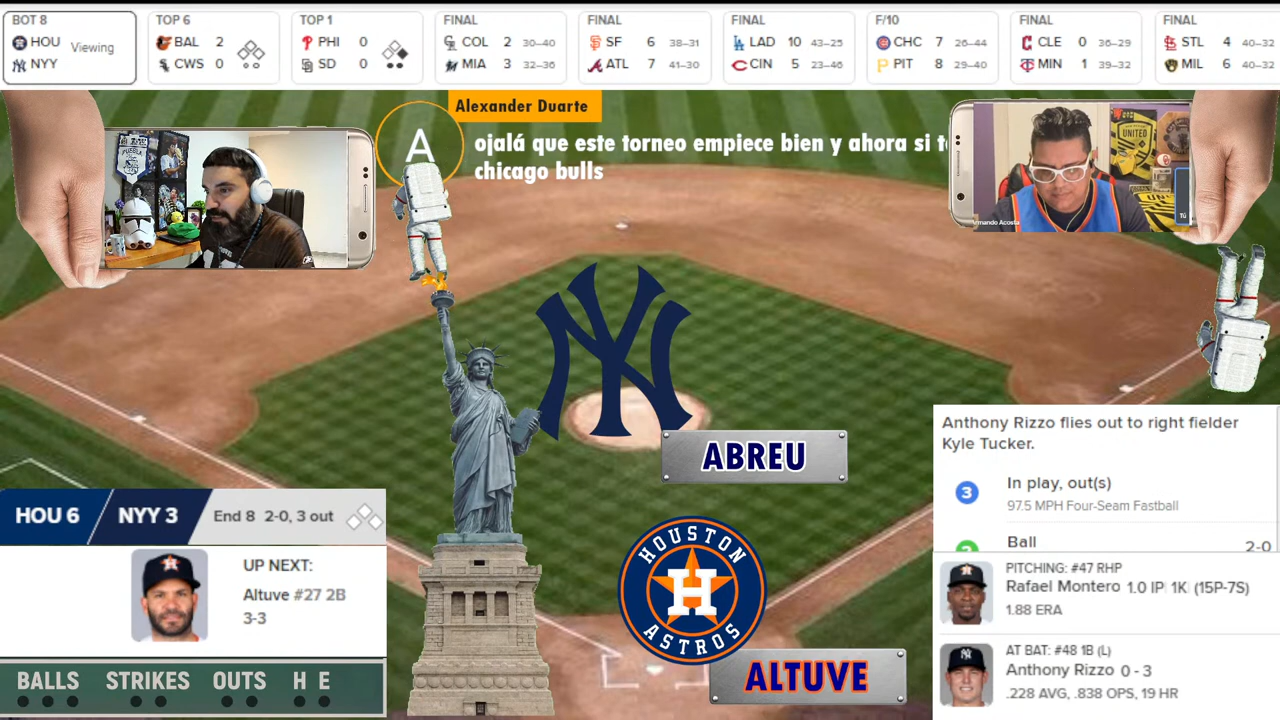 BOT 8
HOU Viewing
NYY
TOP 6
BAL 2
CWS 0
TOP 1
PHI 0
SD 0
FINAL
COL 2 30-40
MIA 3 32-36
FINAL
SF 6 38-31
ATL 7 41-30
FINAL
LAD 10 43-25
CIN 5 23-46
F/10
CHC 7 26-44
PIT 8 29-40
FINAL
CLE 0 36-29
MIN 1 39-32
FINAL
STL 4 40-32
MIL 6 40-32
Alexander Duarte
A
ojalá que este torneo empiece bien y ahora si t
chicago bulls
PUEBLA
UNITED
Tú
rmando Acosta
NY
ABREU
HOUSTON
H
ASTROS
ALTUVE
HOU 6 NYY 3 End 8 2-0, 3 out
UP NEXT:
Altuve #27 2B
3-3
BALLS STRIKES OUTS H E
Anthony Rizzo flies out to right fielder
Kyle Tucker.
3 In play, out(s)
97.5 MPH Four-Seam Fastball
Ball 2-0
PITCHING: #47 RHP
Rafael Montero 1.0 IP 1K (15P-7S)
1.88 ERA
AT BAT: #48 1B (L)
Anthony Rizzo 0 - 3
.228 AVG, .838 OPS, 19 HR